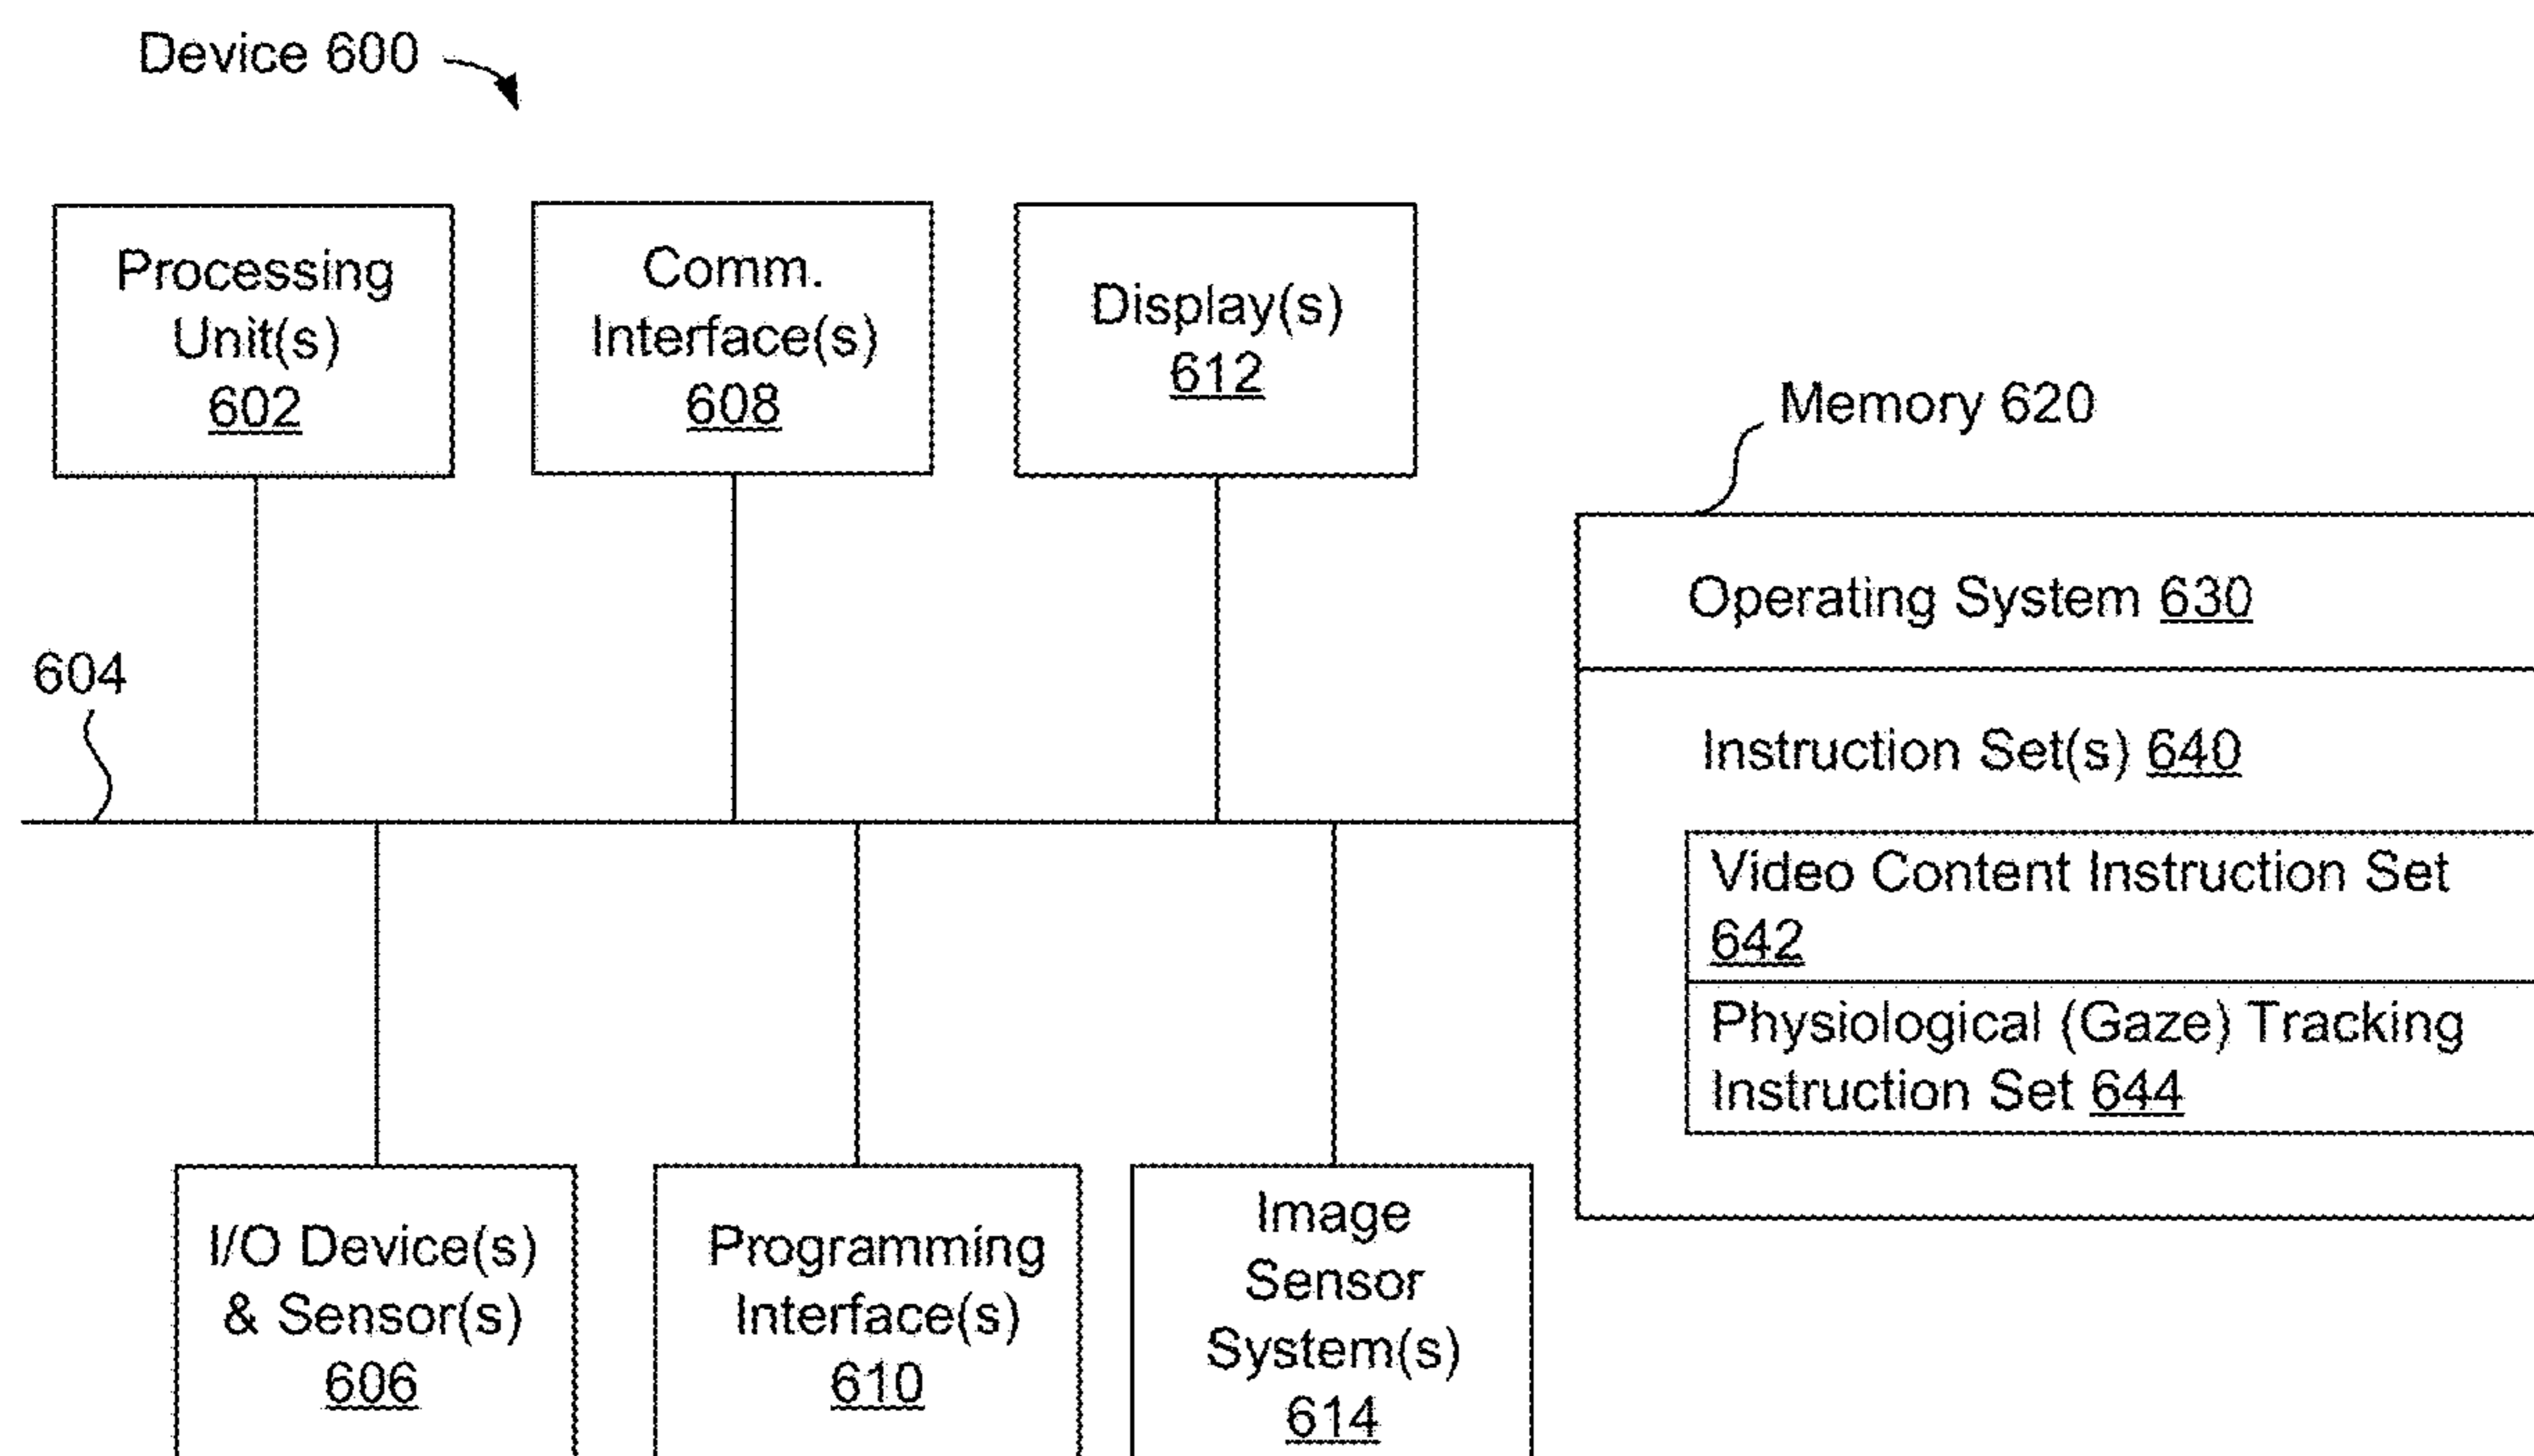 Device 600
Processing
Unit(s)
602
Comm.
Interface(s)
608
Display(s)
612
Memory 620
Operating System 630
604
Instruction Set(s) 640
Video Content Instruction Set
642
Physiological (Gaze) Tracking
Instruction Set 644
I/O Device(s)
& Sensor(s)
606
Programming
Interface(s)
610
Image
Sensor
System(s)
614